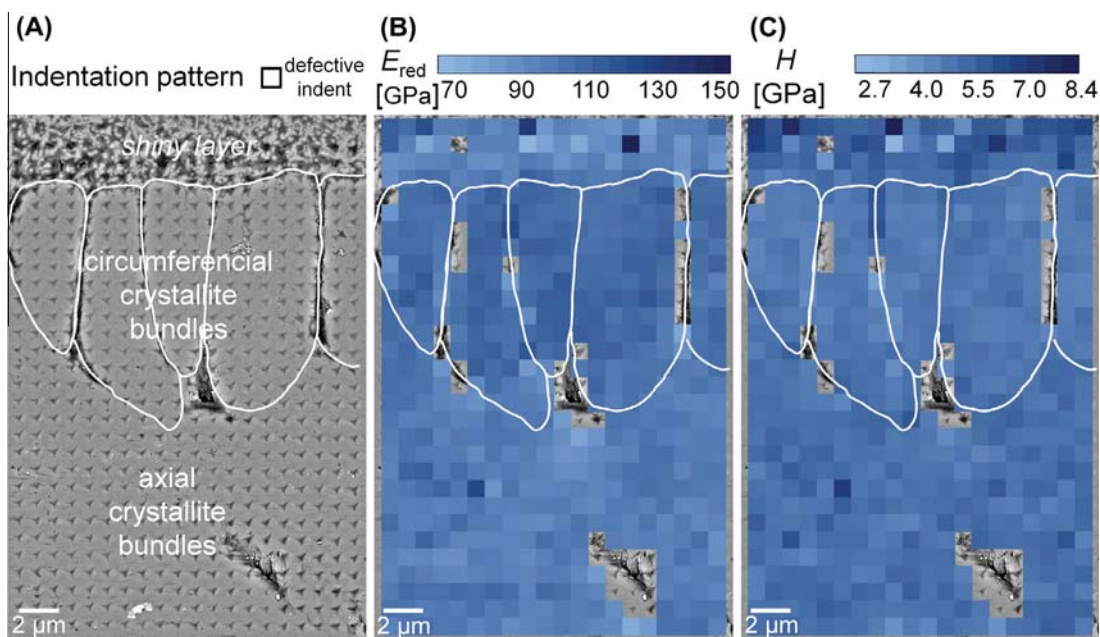 (A)
Indentation pattern
defective
indent
shiny layer
circumferencial
crystallite
bundles
axial
crystallite
bundles
2 µm
(B)
E_red
[GPa]
70 90 110 130 150
2 µm
(C)
H
[GPa]
2.7 4.0 5.5 7.0 8.4
2 µm